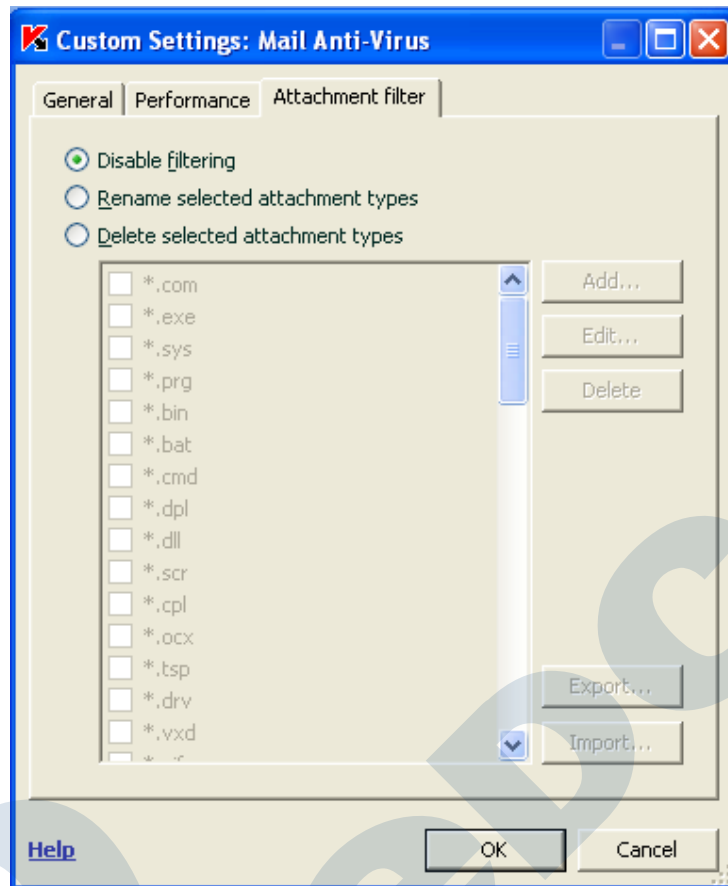 Custom Settings: Mail Anti-Virus
General Performance Attachment filter
Disable filtering
Rename selected attachment types
Delete selected attachment types
*.com
*.exe
*.sys
*.prg
*.bin
*.bat
*.cmd
*.dpl
*.dll
*.scr
*.cpl
*.ocx
*.tsp
*.drv
*.vxd
Add...
Edit...
Delete
Export...
Import...
Help OK Cancel